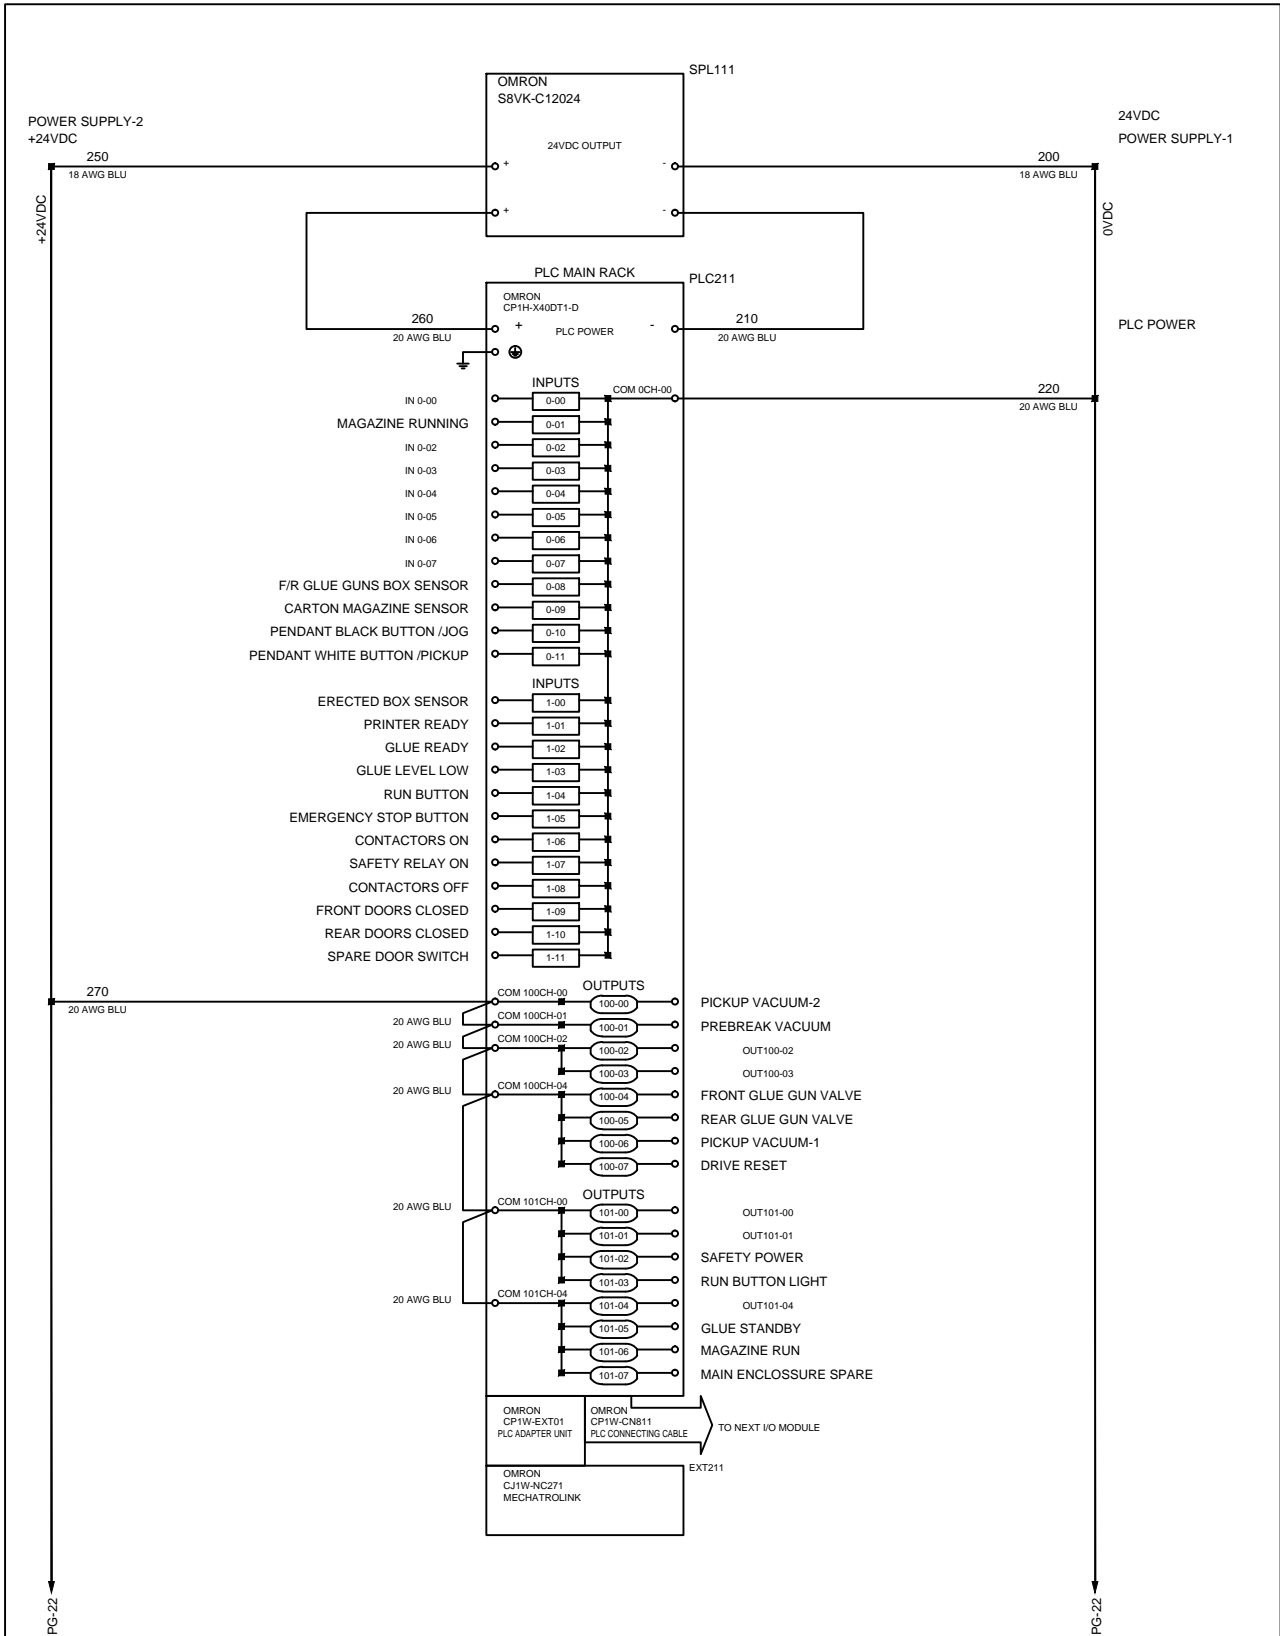 SPL111
OMRON
S8VK-C12024
POWER SUPPLY-2
+24VDC
24VDC
POWER SUPPLY-1
24VDC OUTPUT
250
18 AWG BLU
+ -
200
18 AWG BLU
+24VDC
+ -
0VDC
PLC MAIN RACK
PLC211
OMRON
CP1H-X40DT1-D
260
20 AWG BLU
+ PLC POWER -
210
20 AWG BLU
PLC POWER
INPUTS
COM 0CH-00
220
20 AWG BLU
IN 0-00 0-00
MAGAZINE RUNNING 0-01
IN 0-02 0-02
IN 0-03 0-03
IN 0-04 0-04
IN 0-05 0-05
IN 0-06 0-06
IN 0-07 0-07
F/R GLUE GUNS BOX SENSOR 0-08
CARTON MAGAZINE SENSOR 0-09
PENDANT BLACK BUTTON /JOG 0-10
PENDANT WHITE BUTTON /PICKUP 0-11
INPUTS
ERECTED BOX SENSOR 1-00
PRINTER READY 1-01
GLUE READY 1-02
GLUE LEVEL LOW 1-03
RUN BUTTON 1-04
EMERGENCY STOP BUTTON 1-05
CONTACTORS ON 1-06
SAFETY RELAY ON 1-07
CONTACTORS OFF 1-08
FRONT DOORS CLOSED 1-09
REAR DOORS CLOSED 1-10
SPARE DOOR SWITCH 1-11
270
20 AWG BLU
OUTPUTS
COM 100CH-00 100-00 PICKUP VACUUM-2
20 AWG BLU COM 100CH-01 100-01 PREBREAK VACUUM
20 AWG BLU COM 100CH-02 100-02 OUT100-02
100-03 OUT100-03
20 AWG BLU COM 100CH-04 100-04 FRONT GLUE GUN VALVE
100-05 REAR GLUE GUN VALVE
100-06 PICKUP VACUUM-1
100-07 DRIVE RESET
OUTPUTS
20 AWG BLU COM 101CH-00 101-00 OUT101-00
101-01 OUT101-01
101-02 SAFETY POWER
101-03 RUN BUTTON LIGHT
20 AWG BLU COM 101CH-04 101-04 OUT101-04
101-05 GLUE STANDBY
101-06 MAGAZINE RUN
101-07 MAIN ENCLOSSURE SPARE
OMRON
CP1W-EXT01
PLC ADAPTER UNIT
OMRON
CP1W-CN811
PLC CONNECTING CABLE
TO NEXT I/O MODULE
EXT211
OMRON
CJ1W-NC271
MECHATROLINK
PG-22
PG-22